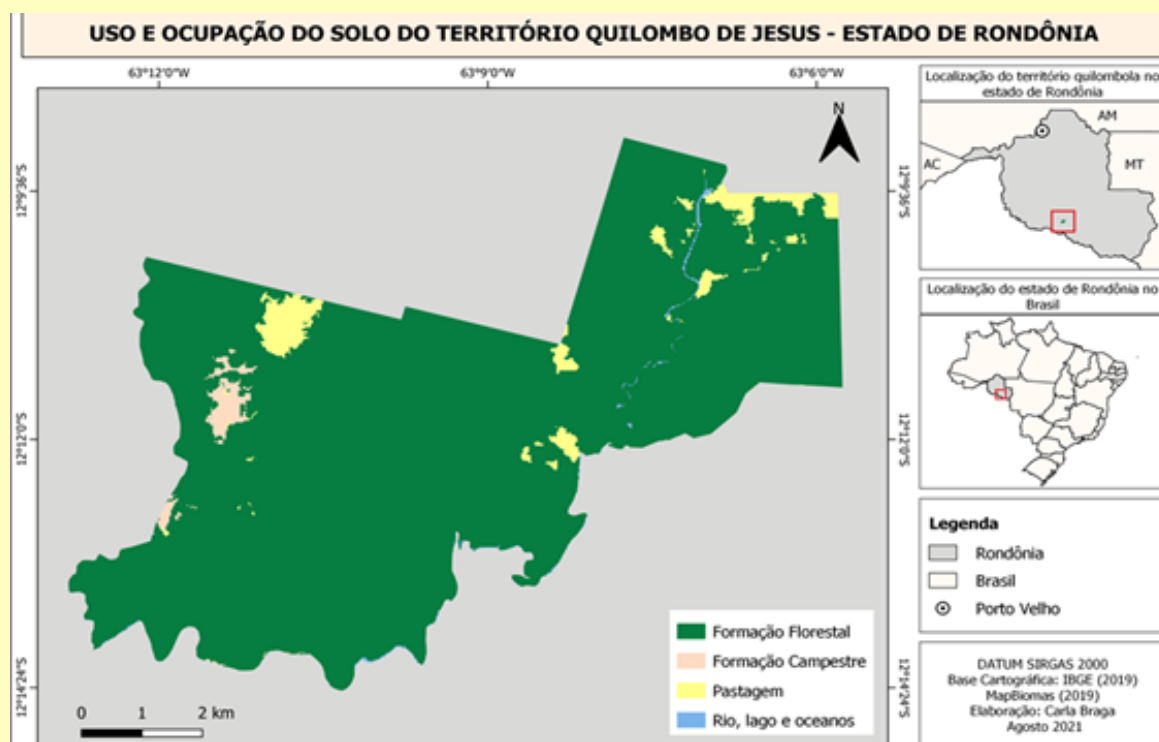 USO E OCUPAÇÃO DO SOLO DO TERRITÓRIO QUILOMBO DE JESUS - ESTADO DE RONDÔNIA
63°12'0"W
63°9'0"W
63°6'0"W
N
12°9'36"S
12°12'0"S
12°14'24"S
12°9'36"S
12°12'0"S
12°14'24"S
0 1 2 km
Formação Florestal
Formação Campestre
Pastagem
Rio, lago e oceanos
Localização do território quilombola no
estado de Rondônia
AM
AC
MT
Localização do estado de Rondônia no
Brasil
Legenda
Rondônia
Brasil
Porto Velho
DATUM SIRGAS 2000
Base Cartográfica: IBGE (2019)
MapBiomas (2019)
Elaboração: Carla Braga
Agosto 2021